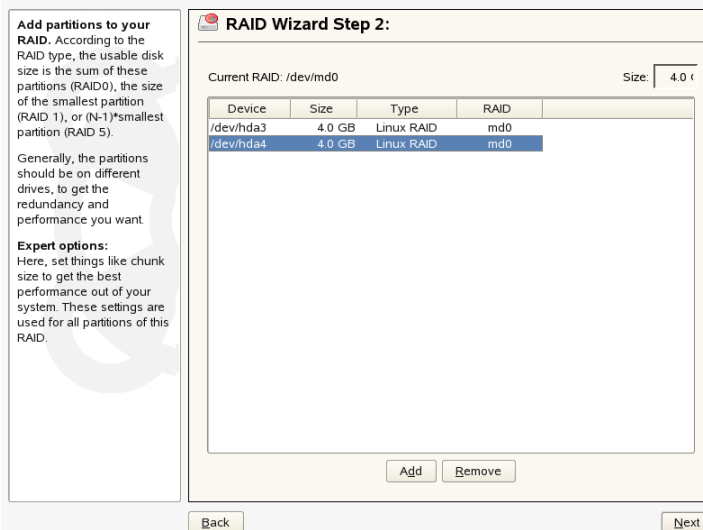 Add partitions to your
RAID. According to the
RAID type, the usable disk
size is the sum of these
partitions (RAID0), the size
of the smallest partition
(RAID 1), or (N-1)*smallest
partition (RAID 5).
Generally, the partitions
should be on different
drives, to get the
redundancy and
performance you want.
Expert options:
Here, set things like chunk
size to get the best
performance out of your
system. These settings are
used for all partitions of this
RAID.
RAID Wizard Step 2:
Current RAID: /dev/md0 Size: 4.0
Device Size Type RAID
/dev/hda3 4.0 GB Linux RAID md0
/dev/hda4 4.0 GB Linux RAID md0
Add Remove
Back Next